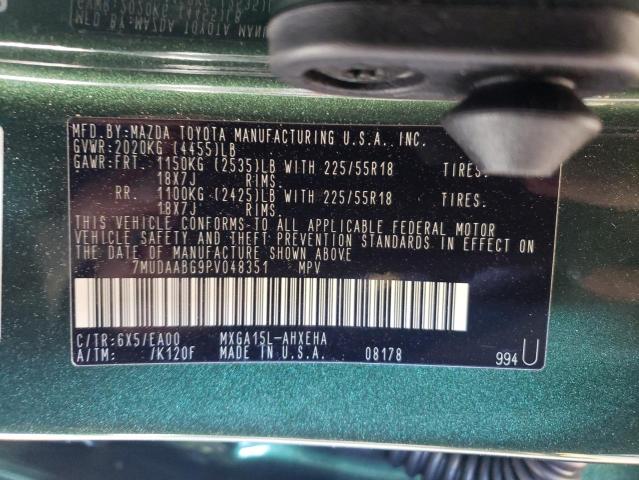 MFD.BY:MAZDA TOYOTA MANUFACTURING U.S.A. INC.
GVWR:2020KG (4455)LB
GAWR:FRT. 1150KG (2535)LB WITH 225/55R18 TIRES.
18X7J RIMS.
RR. 1100KG (2425)LB WITH 225/55R18 TIRES.
18X7J RIMS.
THIS VEHICLE CONFORMS TO ALL APPLICABLE FEDERAL MOTOR
VEHICLE SAFETY AND THEFT PREVENTION STANDARDS IN EFFECT ON
THE DATE OF MANUFACTURE SHOWN ABOVE
7MUDAABG9PV048351 MPV
C/TR:6X5/EA00 MXGA15L-AHXEHA
A/TM: /K120F MADE IN U.S.A. 08178 994U